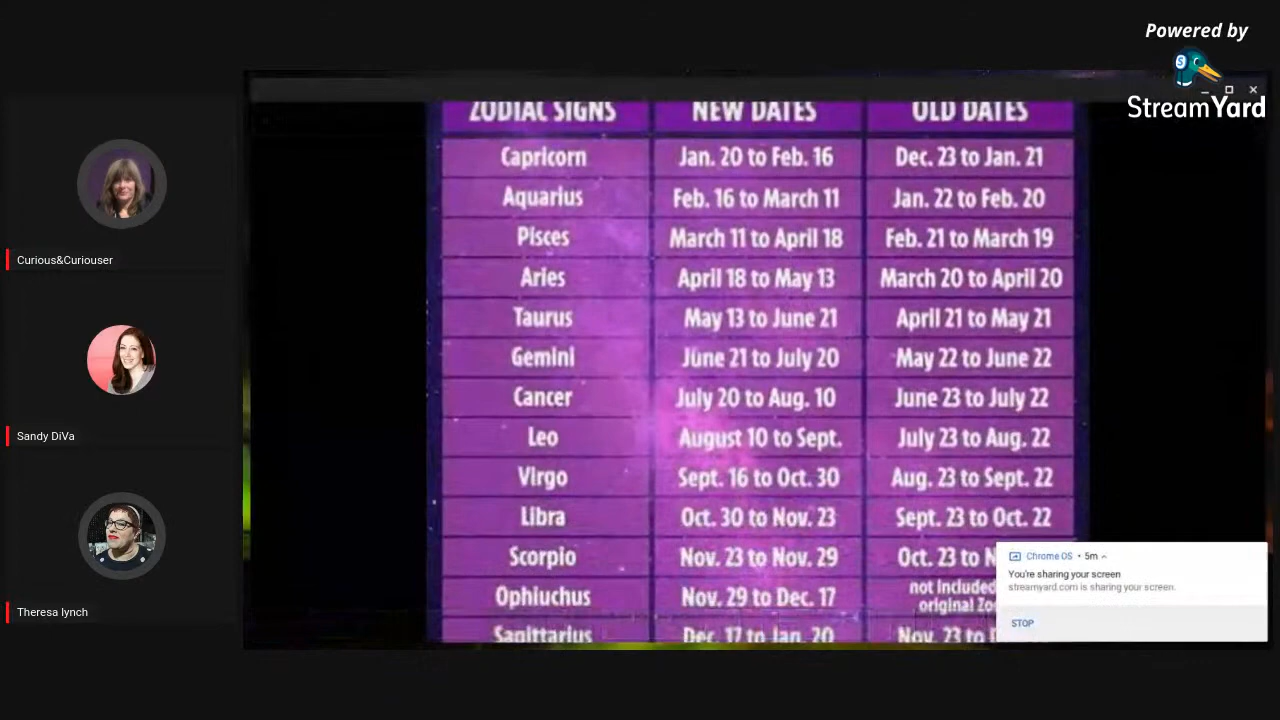 Powered by
StreamYard
ZODIAC SIGNS NEW DATES OLD DATES
Capricorn Jan. 20 to Feb. 16 Dec. 23 to Jan. 21
Aquarius Feb. 16 to March 11 Jan. 22 to Feb. 20
Pisces March 11 to April 18 Feb. 21 to March 19
Aries April 18 to May 13 March 20 to April 20
Taurus May 13 to June 21 April 21 to May 21
Gemini June 21 to July 20 May 22 to June 22
Cancer July 20 to Aug. 10 June 23 to July 22
Leo August 10 to Sept. July 23 to Aug. 22
Virgo Sept. 16 to Oct. 30 Aug. 23 to Sept. 22
Libra Oct. 30 to Nov. 23 Sept. 23 to Oct. 22
Scorpio Nov. 23 to Nov. 29 Oct. 23 to
Ophiuchus Nov. 29 to Dec. 17 not included
original
Sagittarius Dec. 17 to Jan. 20 Nov. 23 to
Curious&Curiouser
Sandy DiVa
Theresa lynch
Chrome OS • 5m
You're sharing your screen
streamyard.com is sharing your screen.
STOP